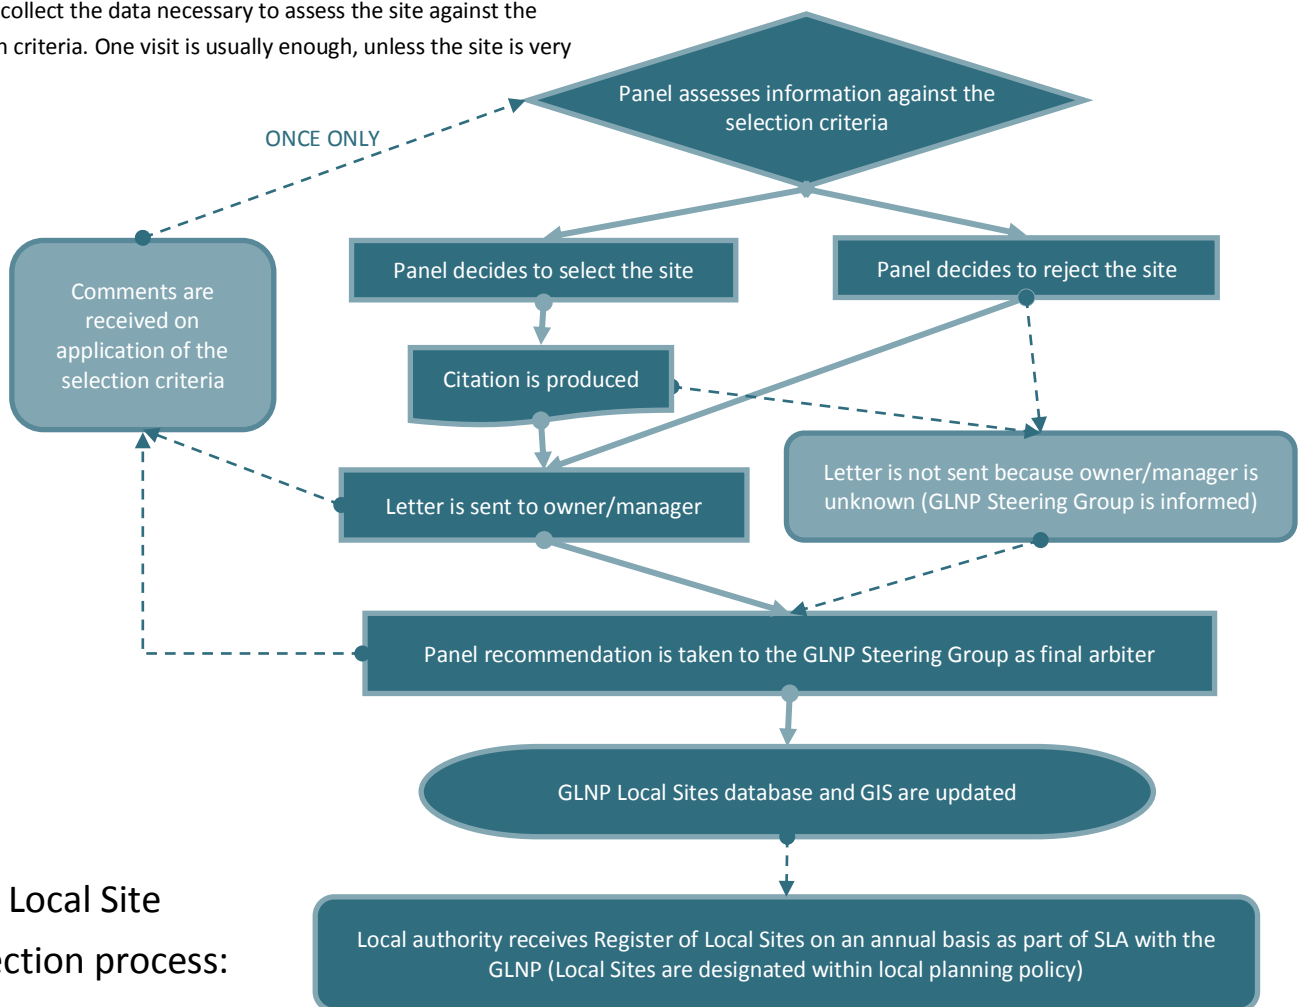 collect the data necessary to assess the site against the
criteria. One visit is usually enough, unless the site is very
Panel assesses information against the
selection criteria
ONCE ONLY
Panel decides to select the site
Panel decides to reject the site
Comments are
received on
application of the
selection criteria
Citation is produced
Letter is not sent because owner/manager is
unknown (GLNP Steering Group is informed)
Letter is sent to owner/manager
Panel recommendation is taken to the GLNP Steering Group as final arbiter
GLNP Local Sites database and GIS are updated
Local Site
ection process:
Local authority receives Register of Local Sites on an annual basis as part of SLA with the
GLNP (Local Sites are designated within local planning policy)